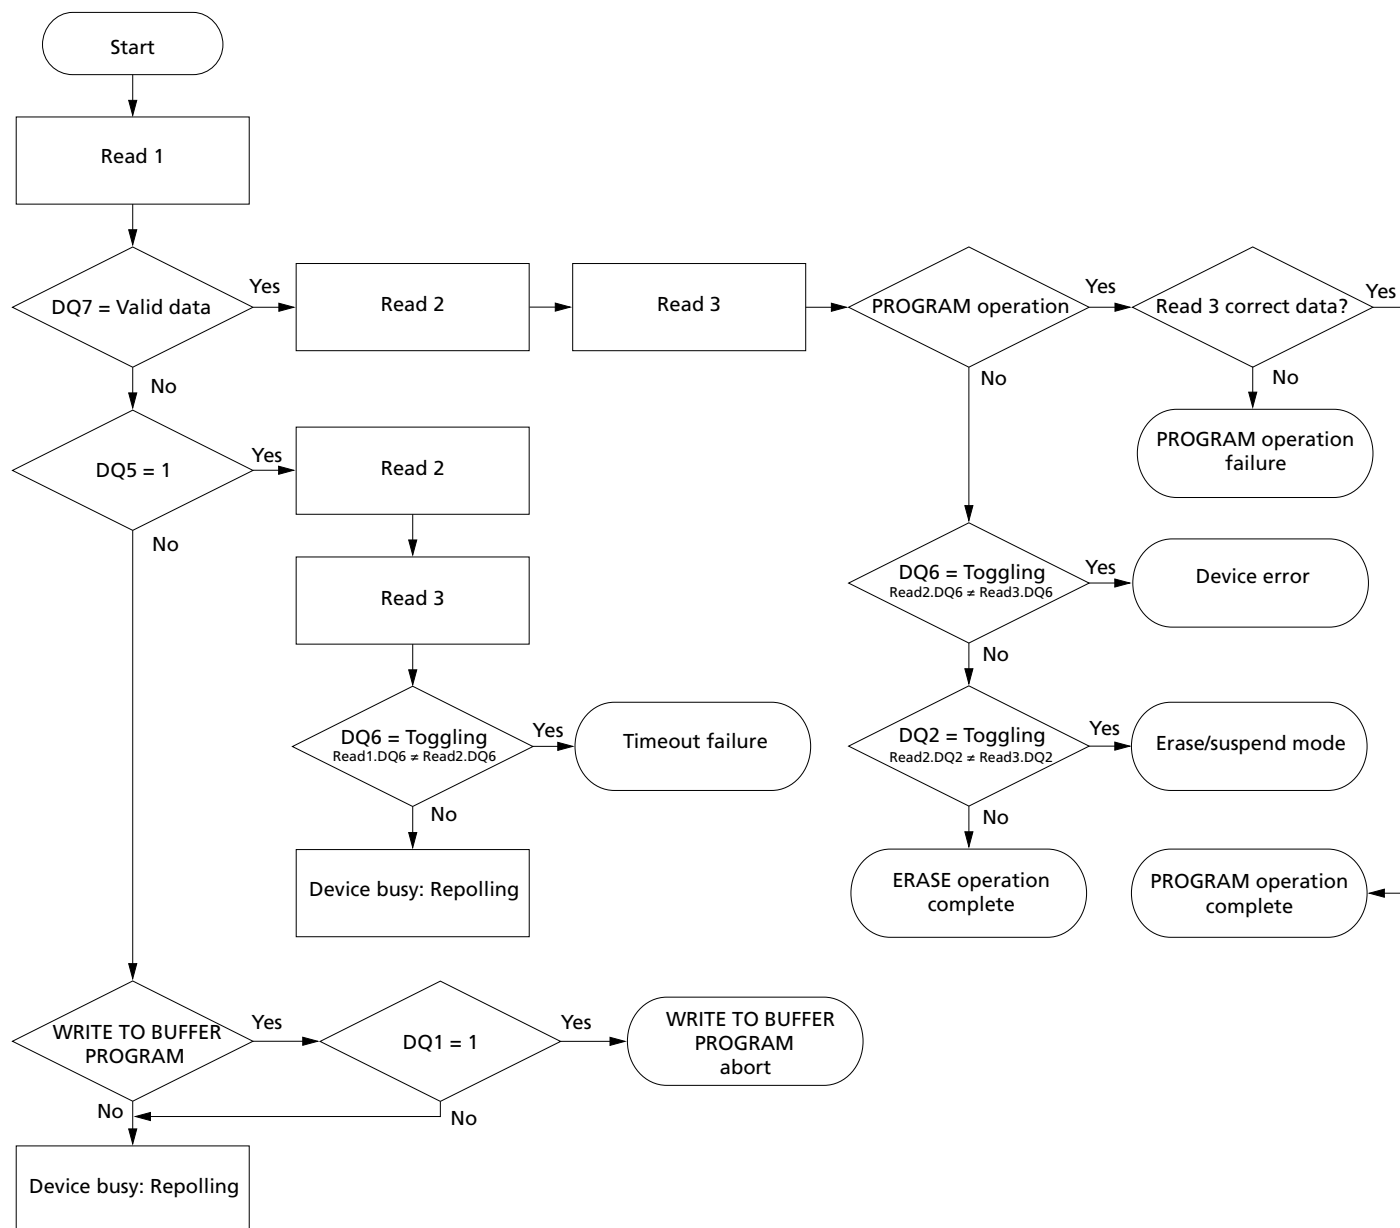 Start
Read 1
DQ7 = Valid data
Yes
Read 2
Read 3
PROGRAM operation
Yes
Read 3 correct data?
Yes
No
No
No
PROGRAM operation
failure
DQ5 = 1
Yes
Read 2
No
Read 3
DQ6 = Toggling
Read2.DQ6 ≠ Read3.DQ6
Yes
Device error
No
DQ6 = Toggling
Read1.DQ6 ≠ Read2.DQ6
Yes
Timeout failure
DQ2 = Toggling
Read2.DQ2 ≠ Read3.DQ2
Yes
Erase/suspend mode
No
No
Device busy: Repolling
ERASE operation
complete
PROGRAM operation
complete
WRITE TO BUFFER
PROGRAM
Yes
DQ1 = 1
Yes
WRITE TO BUFFER
PROGRAM
abort
No
No
Device busy: Repolling